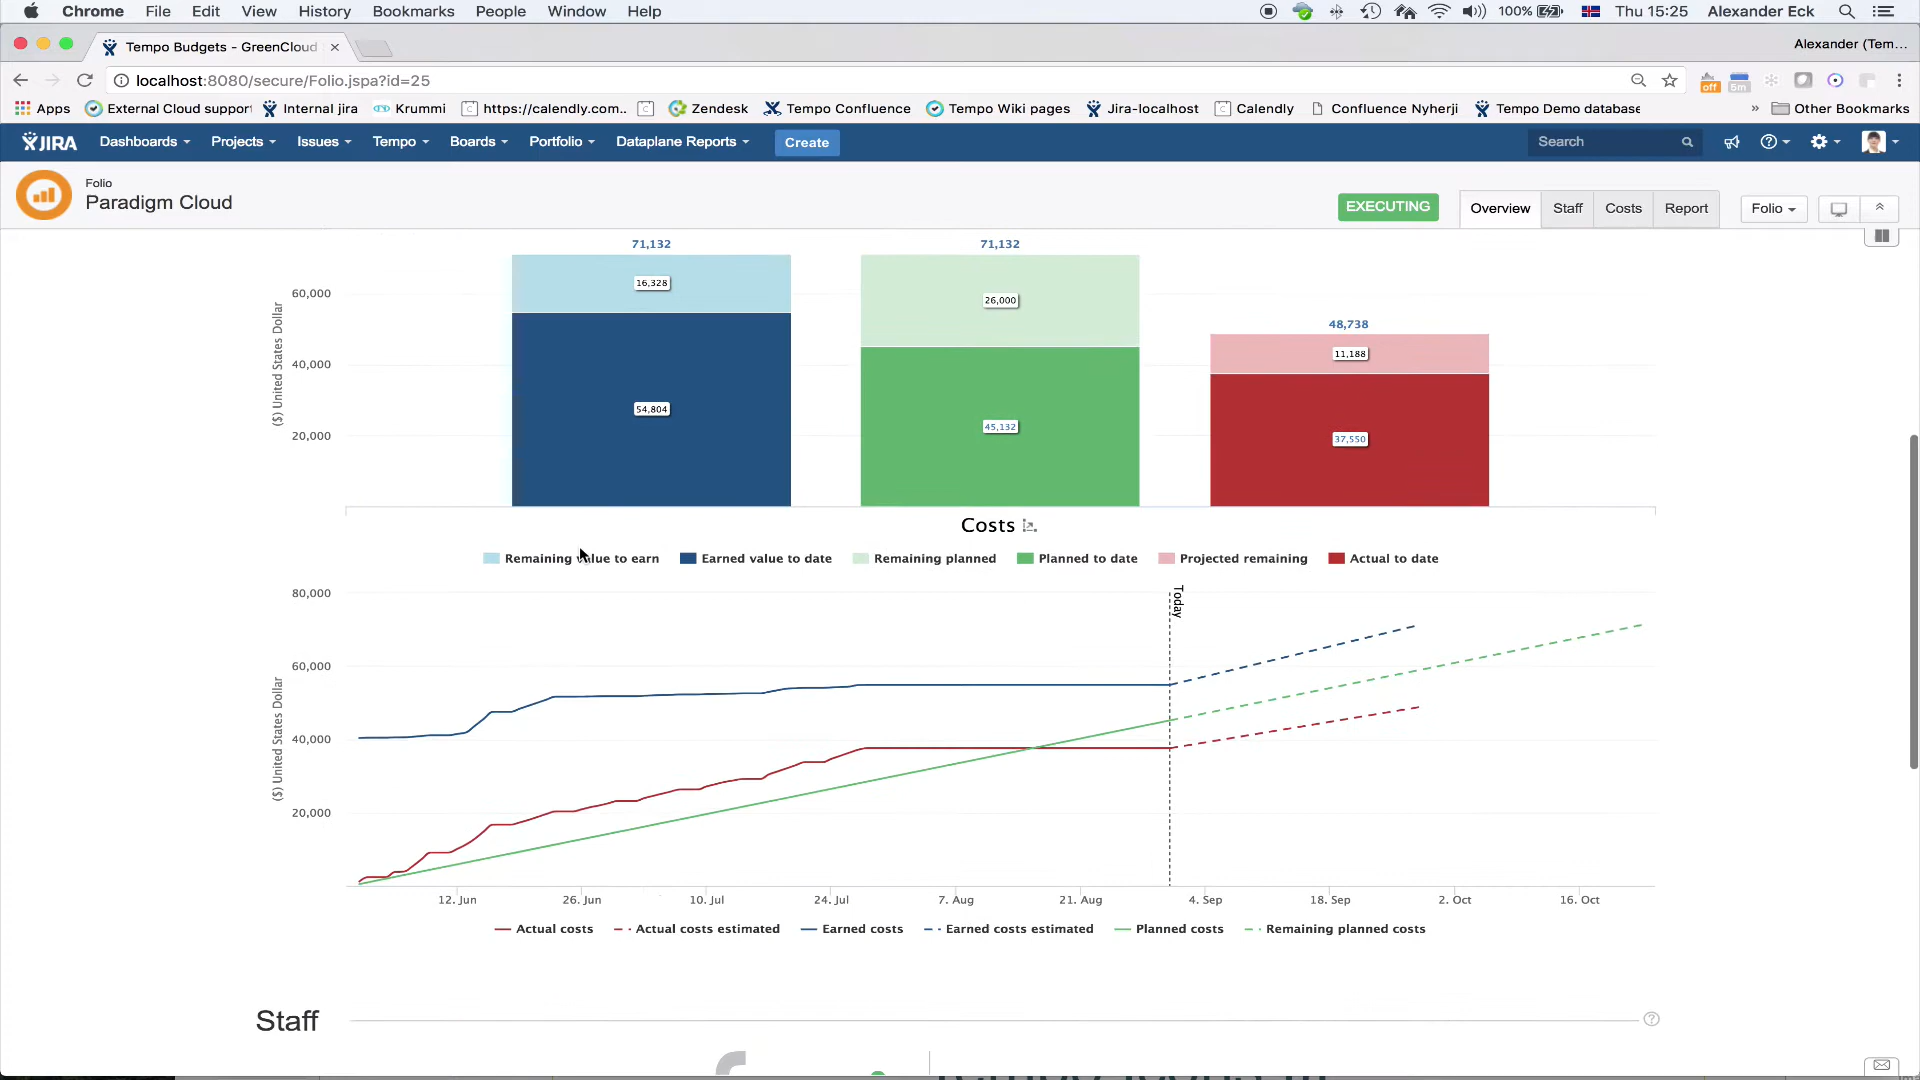 Chrome File Edit View History Bookmarks People Window Help 100% Thu 15:25 Alexander Eck
Tempo Budgets - GreenCloud Alexander (Tem...
localhost:8080/secure/Folio.jspa?id=25 off 5m
Apps External Cloud support Internal jira Krummi https://calendly.com.. Zendesk Tempo Confluence Tempo Wiki pages Jira-localhost Calendly Confluence Nyherji Tempo Demo database » Other Bookmarks
JIRA Dashboards Projects Issues Tempo Boards Portfolio Dataplane Reports Create Search
Folio
Paradigm Cloud EXECUTING Overview Staff Costs Report Folio
71,132 71,132
16,328
60,000 26,000
48,738
11,188
40,000
54,804
45,132
20,000 37,550
($) United States Dollar
Costs
Remaining value to earn Earned value to date Remaining planned Planned to date Projected remaining Actual to date
80,000
Today
60,000
40,000
20,000
($) United States Dollar
12. Jun 26. Jun 10. Jul 24. Jul 7. Aug 21. Aug 4. Sep 18. Sep 2. Oct 16. Oct
Actual costs Actual costs estimated Earned costs Earned costs estimated Planned costs Remaining planned costs
Staff